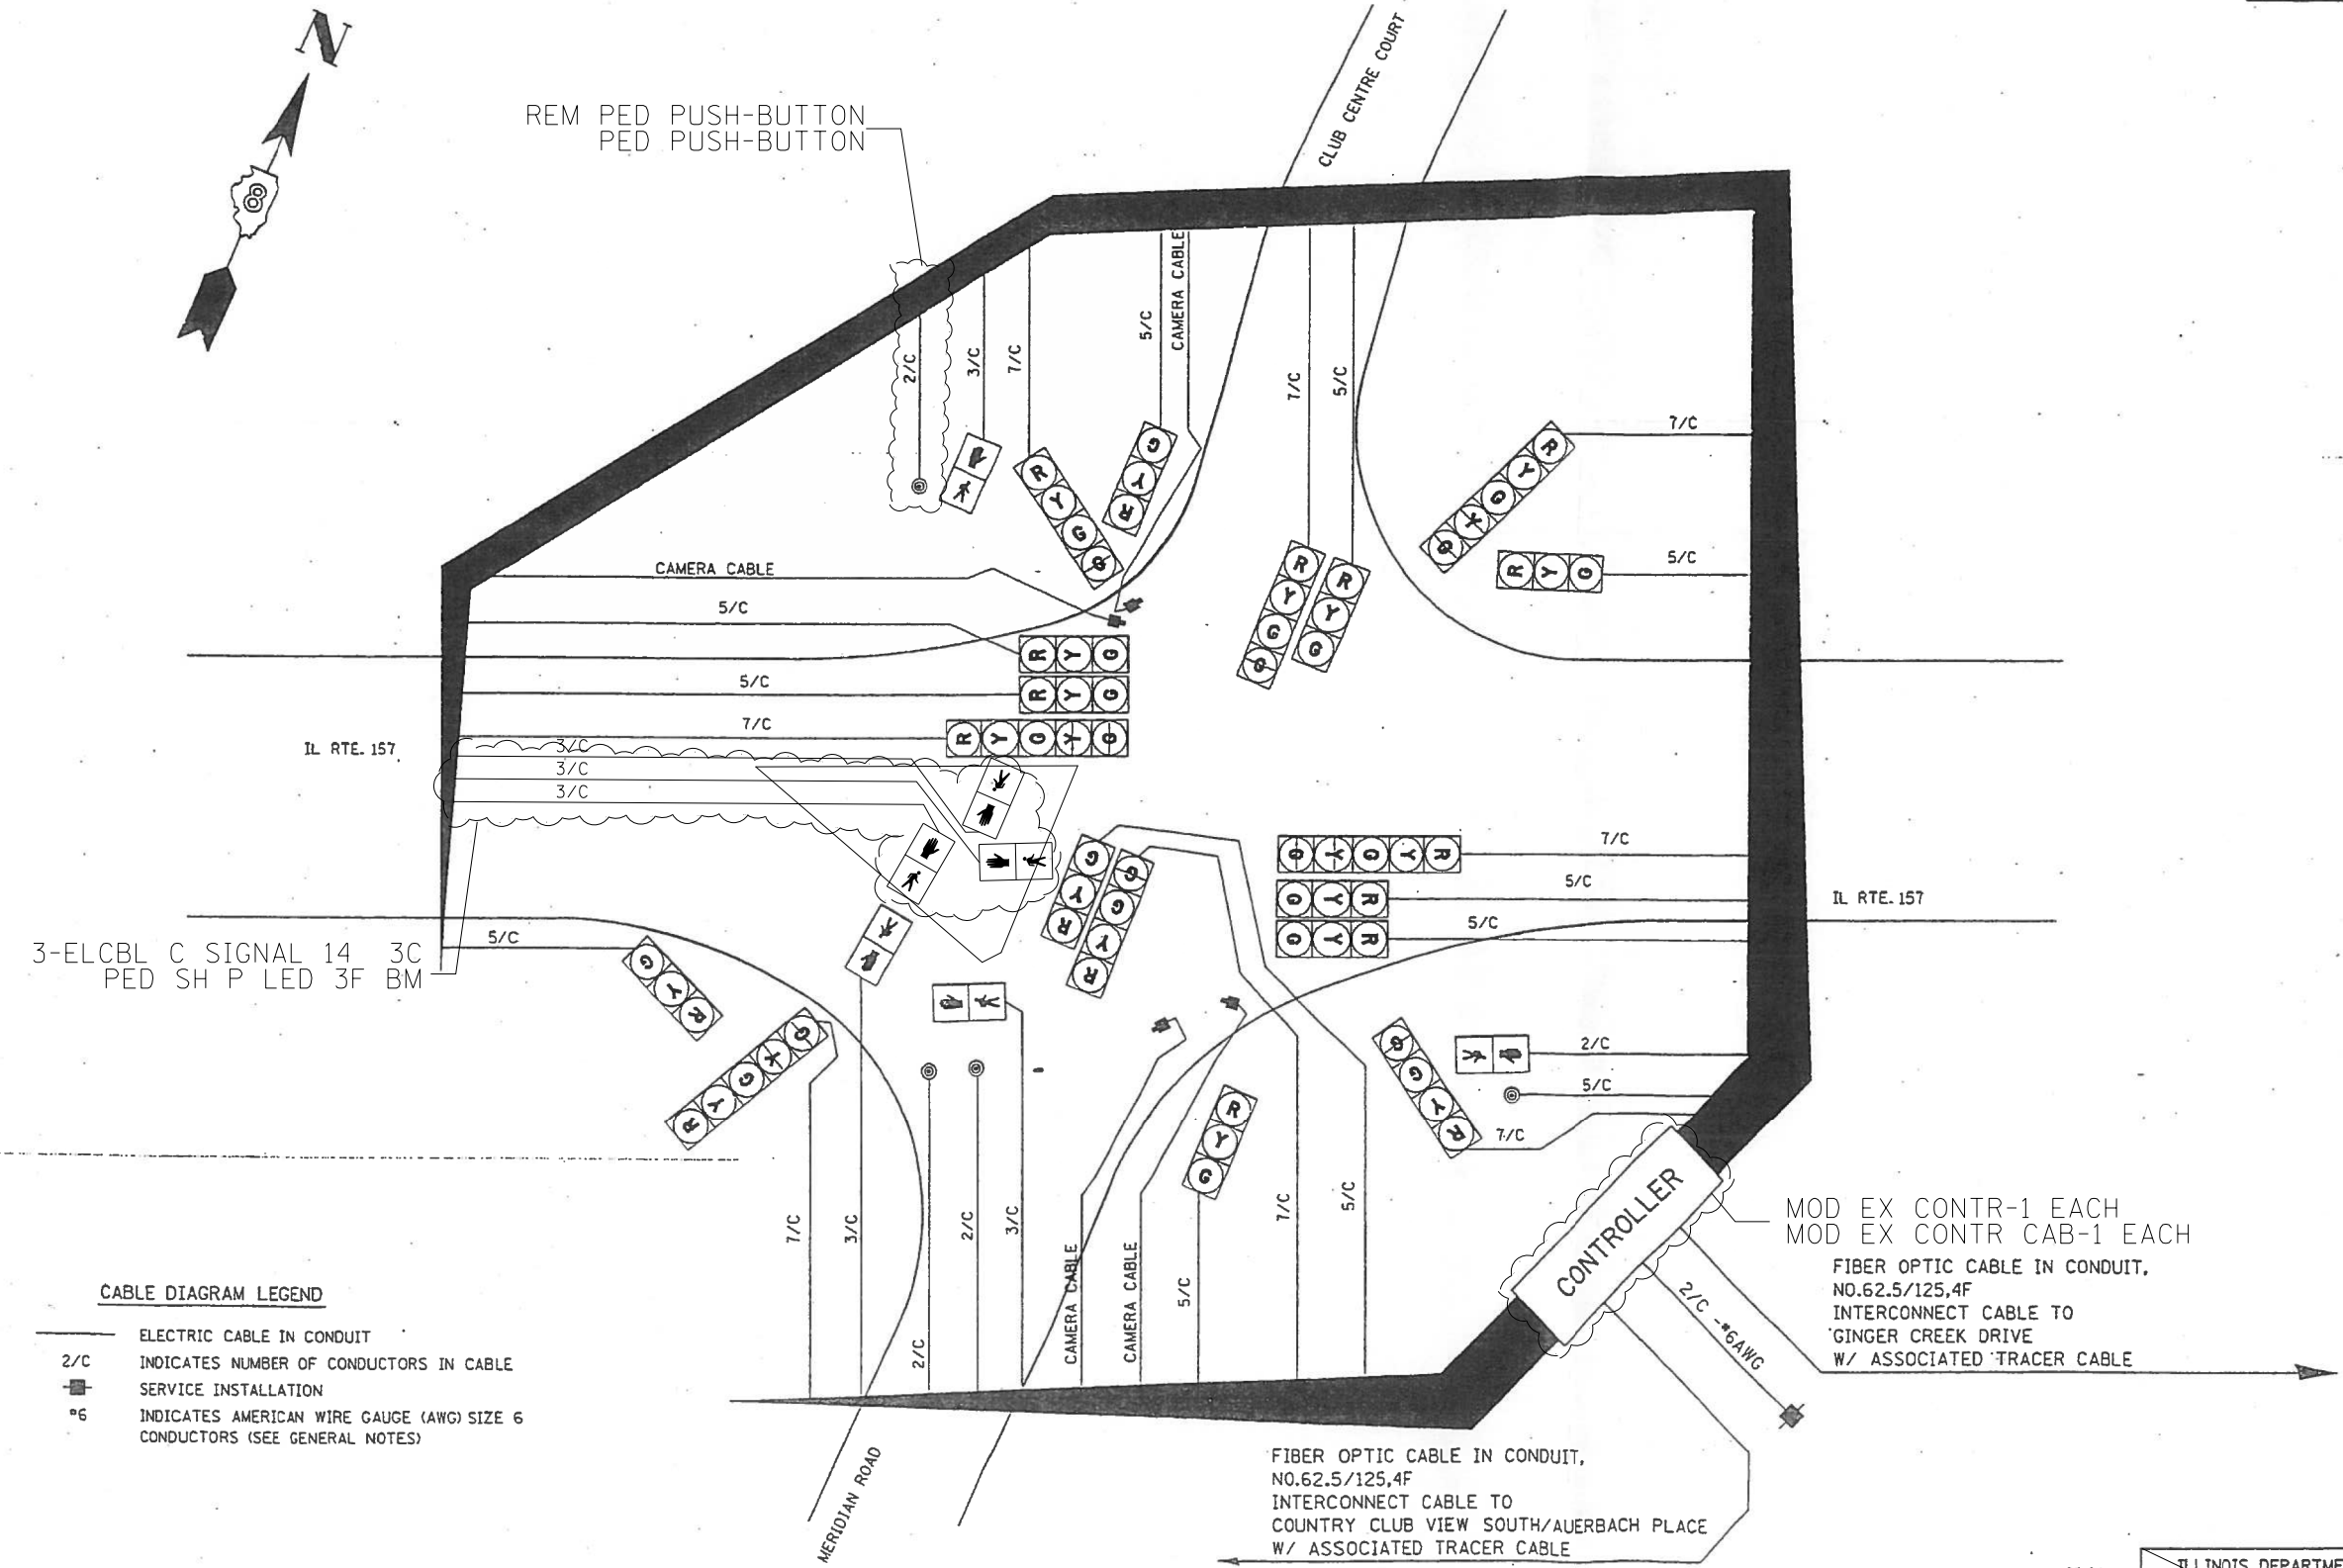 N
8
REM PED PUSH-BUTTON
PED PUSH-BUTTON
CLUB CENTRE COURT
2/C
3/C
7/C
5/C
CAMERA CABLE
7/C
5/C
7/C
5/C
R Y G Y G
R Y G
R Y G G
R Y G
R Y G G
R Y G
CAMERA CABLE
5/C
R Y G
5/C
R Y G
7/C
R Y G Y G
IL RTE. 157
3/C
3/C
3/C
G Y G Y R
7/C
G Y R
5/C
G Y R
5/C
IL RTE. 157
G Y R
G G Y R
3-ELCBL C SIGNAL 14 3C
PED SH P LED 3F BM
5/C
G Y R
G Y G Y R
G G Y R
2/C
5/C
7/C
R Y G
7/C
3/C
2/C
2/C
3/C
CAMERA CABLE
CAMERA CABLE
5/C
7/C
5/C
CONTROLLER
MOD EX CONTR-1 EACH
MOD EX CONTR CAB-1 EACH
2/C -#6AWG
FIBER OPTIC CABLE IN CONDUIT,
NO.62.5/125,4F
INTERCONNECT CABLE TO
GINGER CREEK DRIVE
W/ ASSOCIATED TRACER CABLE
CABLE DIAGRAM LEGEND
ELECTRIC CABLE IN CONDUIT
2/C INDICATES NUMBER OF CONDUCTORS IN CABLE
SERVICE INSTALLATION
#6 INDICATES AMERICAN WIRE GAUGE (AWG) SIZE 6
CONDUCTORS (SEE GENERAL NOTES)
MERIDIAN ROAD
FIBER OPTIC CABLE IN CONDUIT,
NO.62.5/125,4F
INTERCONNECT CABLE TO
COUNTRY CLUB VIEW SOUTH/AUERBACH PLACE
W/ ASSOCIATED TRACER CABLE
ILLINOIS